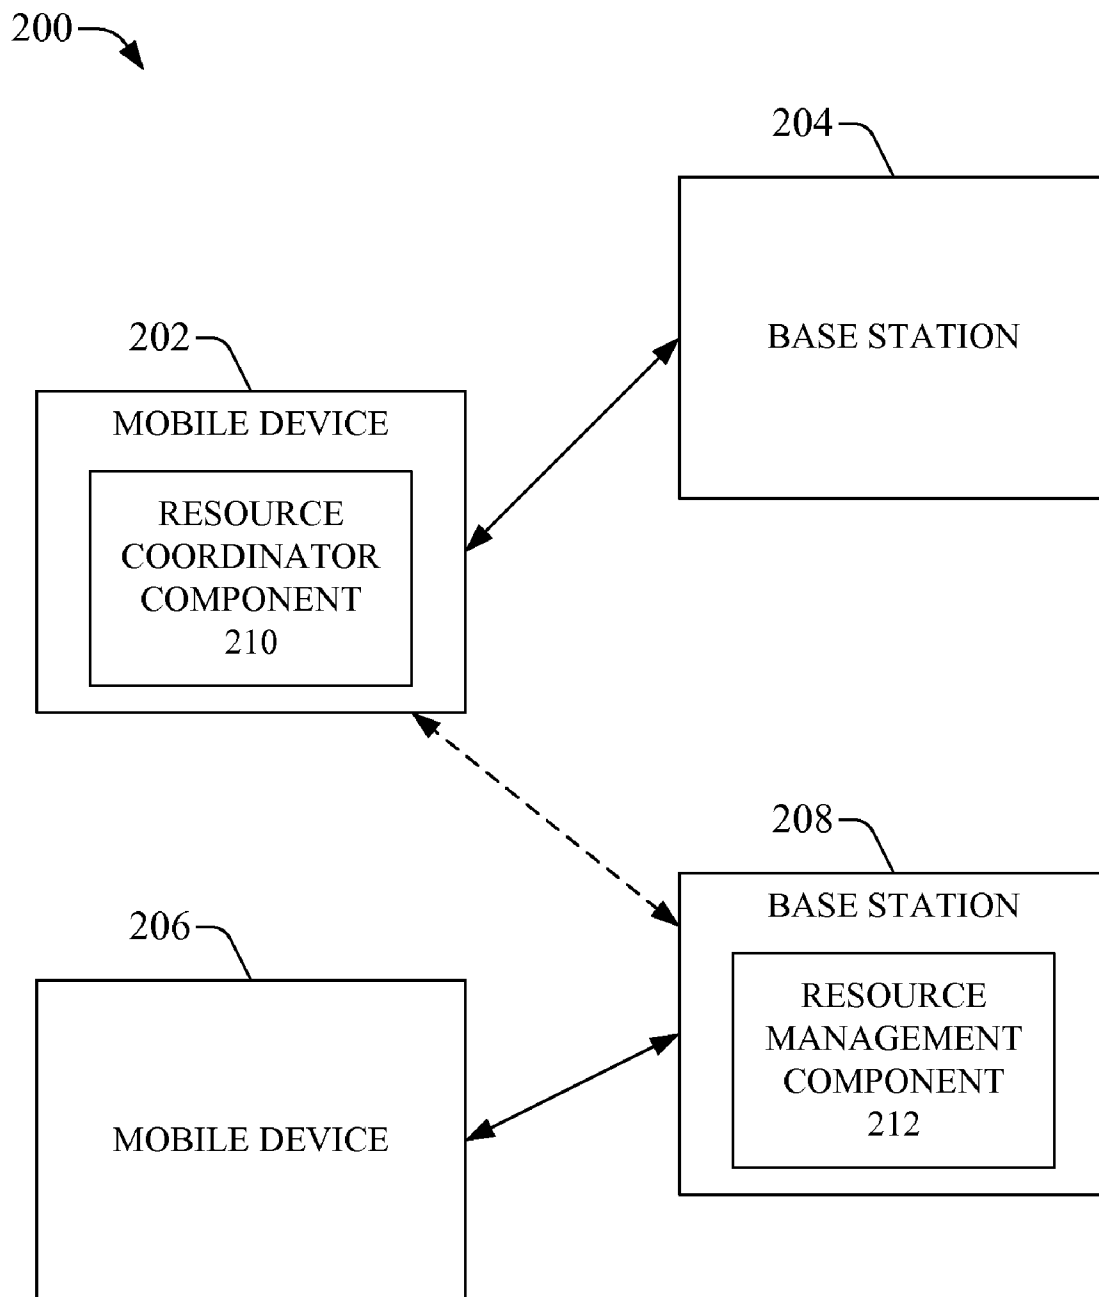 200
204
BASE STATION
202
MOBILE DEVICE
RESOURCE
COORDINATOR
COMPONENT
210
208
BASE STATION
RESOURCE
MANAGEMENT
COMPONENT
212
206
MOBILE DEVICE